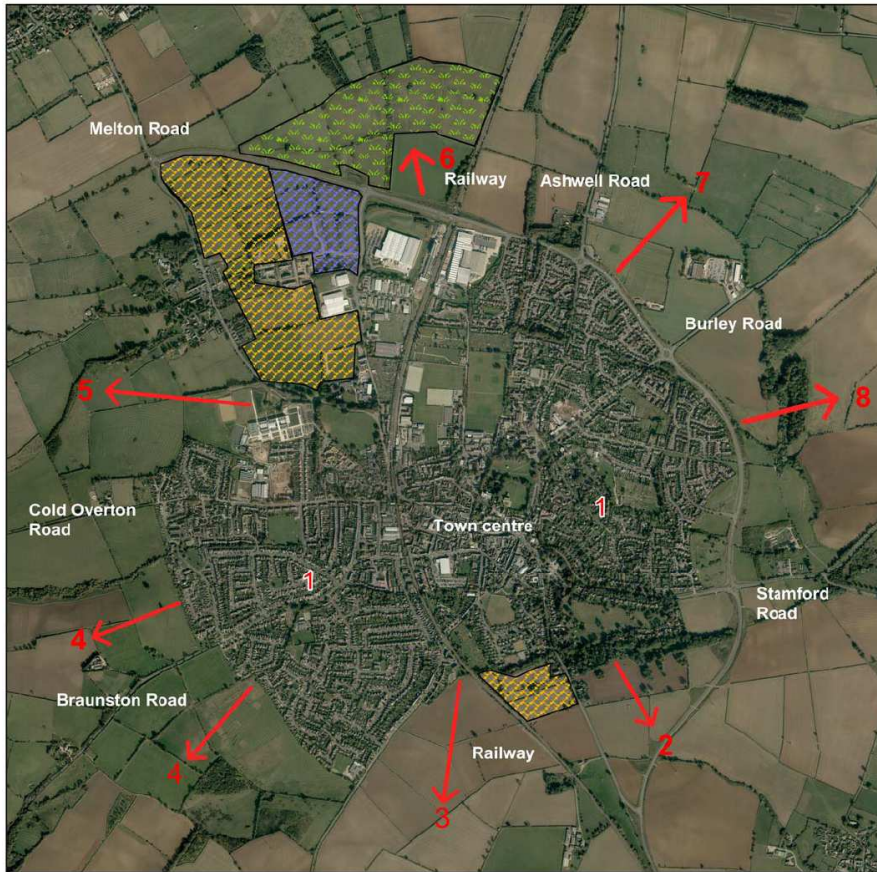 Melton Road
6
Railway
Ashwell Road
7
Burley Road
5
8
Cold Overton
Road
1
Town centre
1
Stamford
Road
4
Braunston Road
2
Railway
4
3